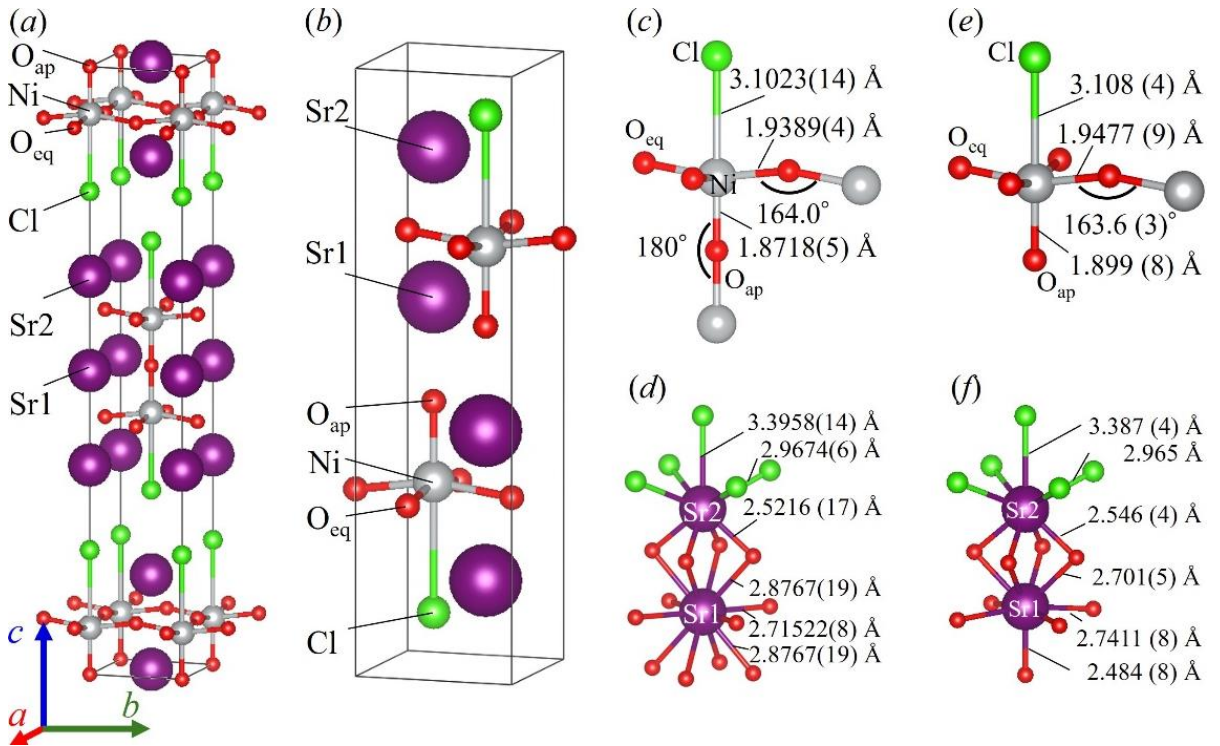 (a)
O_ap
Ni
O_eq
Cl
Sr2
Sr1
c
a
b
(b)
Sr2
Sr1
O_ap
Ni
O_eq
Cl
(c)
Cl
3.1023(14) Å
O_eq
1.9389(4) Å
Ni
164.0°
180°
1.8718(5) Å
O_ap
(e)
Cl
3.108 (4) Å
O_eq
1.9477 (9) Å
163.6 (3)°
1.899 (8) Å
O_ap
(d)
3.3958(14) Å
2.9674(6) Å
Sr2
2.5216 (17) Å
2.8767(19) Å
Sr1
2.71522(8) Å
2.8767(19) Å
(f)
3.387 (4) Å
2.965 Å
Sr2
2.546 (4) Å
2.701(5) Å
Sr1
2.7411 (8) Å
2.484 (8) Å